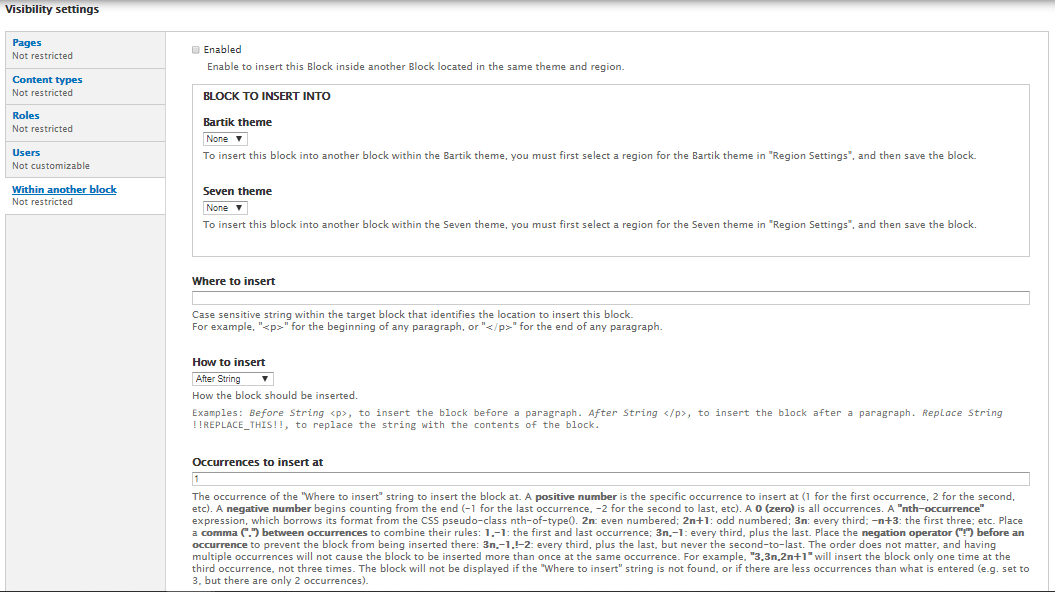 Visibility settings
Pages
Not restricted
Content types
Not restricted
Roles
Not restricted
Users
Not customizable
Within another block
Not restricted
Enabled
Enable to insert this Block inside another Block located in the same theme and region.
BLOCK TO INSERT INTO
Bartik theme
None
To insert this block into another block within the Bartik theme, you must first select a region for the Bartik theme in "Region Settings", and then save the block.
Seven theme
None
To insert this block into another block within the Seven theme, you must first select a region for the Seven theme in "Region Settings", and then save the block.
Where to insert
Case sensitive string within the target block that identifies the location to insert this block.
For example, "<p>" for the beginning of any paragraph, or "</p>" for the end of any paragraph.
How to insert
After String
How the block should be inserted.
Examples: Before String <p>, to insert the block before a paragraph. After String </p>, to insert the block after a paragraph. Replace String
!!REPLACE_THIS!!, to replace the string with the contents of the block.
Occurrences to insert at
1
The occurrence of the "Where to insert" string to insert the block at. A positive number is the specific occurrence to insert at (1 for the first occurrence, 2 for the second,
etc). A negative number begins counting from the end (-1 for the last occurrence, -2 for the second to last, etc). A 0 (zero) is all occurrences. A "nth-occurrence"
expression, which borrows its format from the CSS pseudo-class nth-of-type(). 2n: even numbered; 2n+1: odd numbered; 3n: every third; -n+3: the first three; etc. Place
a comma (",") between occurrences to combine their rules: 1,-1: the first and last occurrence; 3n,-1: every third, plus the last. Place the negation operator ("!") before an
occurrence to prevent the block from being inserted there: 3n,-1,!-2: every third, plus the last, but never the second-to-last. The order does not matter, and having
multiple occurrences will not cause the block to be inserted more than once at the same occurrence. For example, "3,3n,2n+1" will insert the block only one time at the
third occurrence, not three times. The block will not be displayed if the "Where to insert" string is not found, or if there are less occurrences than what is entered (e.g. set to
3, but there are only 2 occurrences).